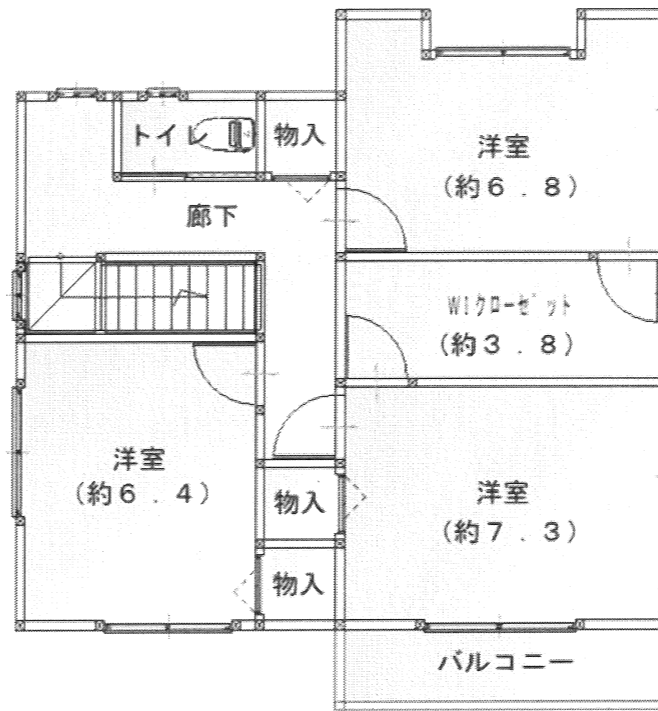 トイレ
物入
洋室
(約6.8)
廊下
WIクローゼット
(約3.8)
洋室
(約6.4)
物入
洋室
(約7.3)
物入
バルコニー